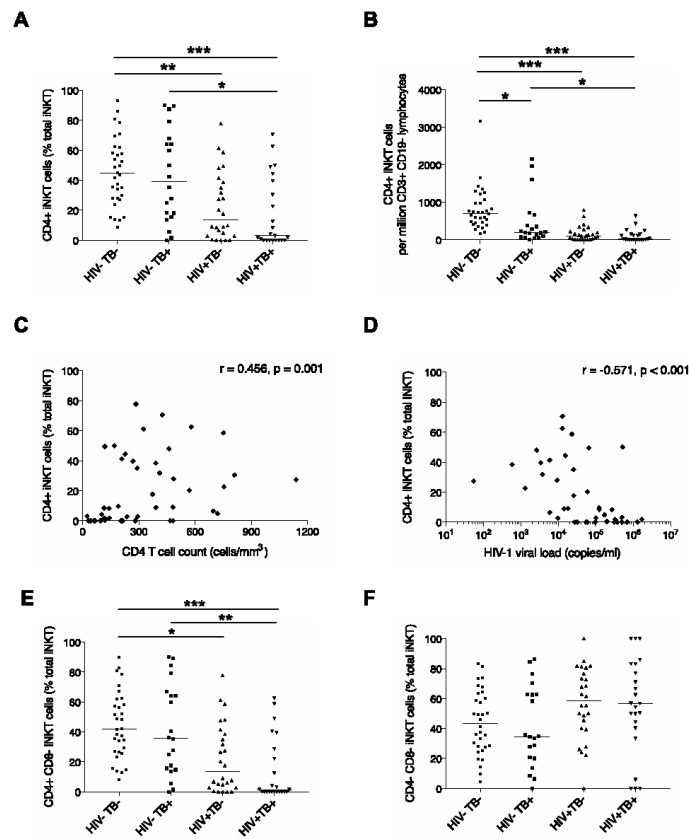 A
***
**
*
CD4+ iNKT cells (% total iNKT)
100
80
60
40
20
0
HIV- TB-
HIV- TB+
HIV+TB-
HIV+TB+
B
***
***
*
*
CD4+ iNKT cells
per million CD3+ CD19- lymphocytes
4000
3000
2000
1000
0
HIV- TB-
HIV- TB+
HIV+TB-
HIV+TB+
C
r = 0.456, p = 0.001
CD4+ iNKT cells (% total iNKT)
100
80
60
40
20
0
0 300 600 900 1200
CD4 T cell count (cells/mm³)
D
r = -0.571, p < 0.001
CD4+ iNKT cells (% total iNKT)
100
80
60
40
20
0
10¹ 10² 10³ 10⁴ 10⁵ 10⁶ 10⁷
HIV-1 viral load (copies/ml)
E
***
**
*
CD4+ CD8- iNKT cells (% total iNKT)
100
80
60
40
20
0
HIV- TB-
HIV- TB+
HIV+TB-
HIV+TB+
F
CD4- CD8- iNKT cells (% total iNKT)
100
80
60
40
20
0
HIV- TB-
HIV- TB+
HIV+TB-
HIV+TB+